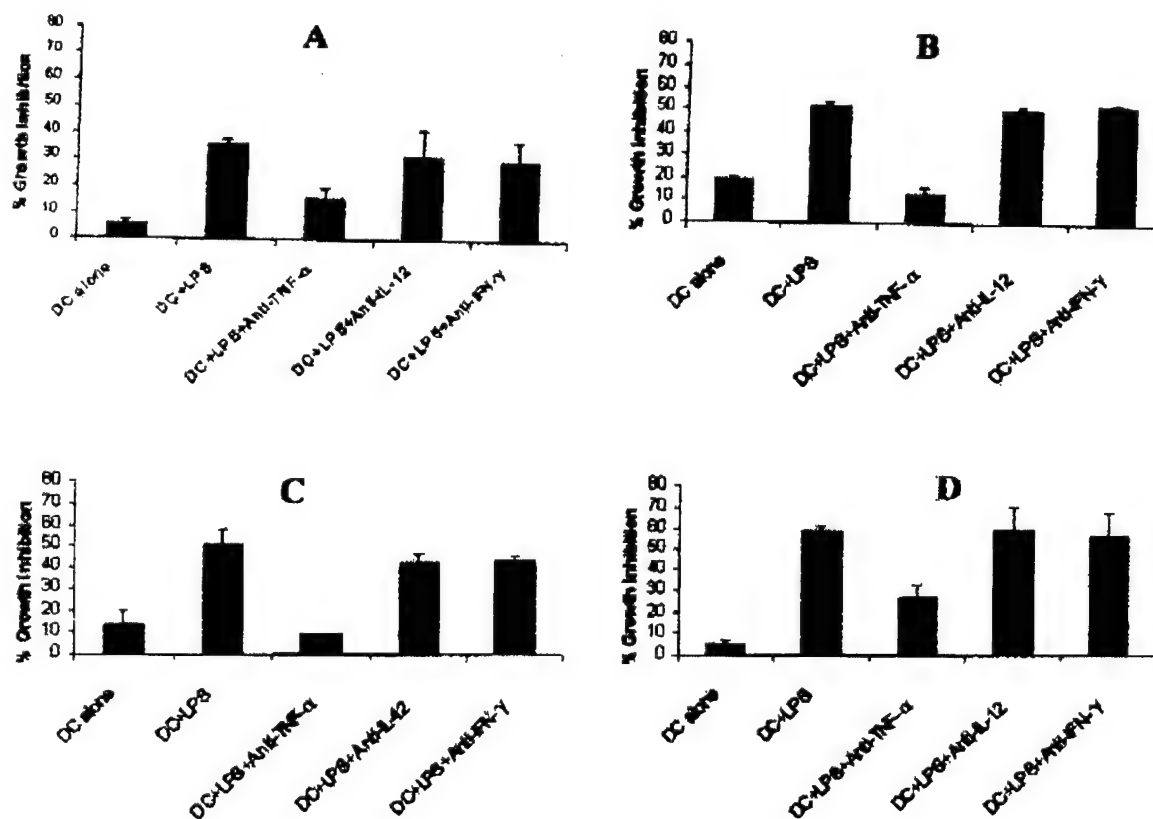 A
% Growth Inhibition
80
70
60
50
40
30
20
10
0
DC alone
DC+LPS
DC+LPS+Anti-TNF-α
DC+LPS+Anti-IL-12
DC+LPS+Anti-IFN-γ
B
% Growth Inhibition
80
70
60
50
40
30
20
10
0
DC alone
DC+LPS
DC+LPS+Anti-TNF-α
DC+LPS+Anti-IL-12
DC+LPS+Anti-IFN-γ
C
% Growth Inhibition
80
70
60
50
40
30
20
10
0
DC alone
DC+LPS
DC+LPS+Anti-TNF-α
DC+LPS+Anti-IL-12
DC+LPS+Anti-IFN-γ
D
% Growth Inhibition
80
70
60
50
40
30
20
10
0
DC alone
DC+LPS
DC+LPS+Anti-TNF-α
DC+LPS+Anti-IL-12
DC+LPS+Anti-IFN-γ